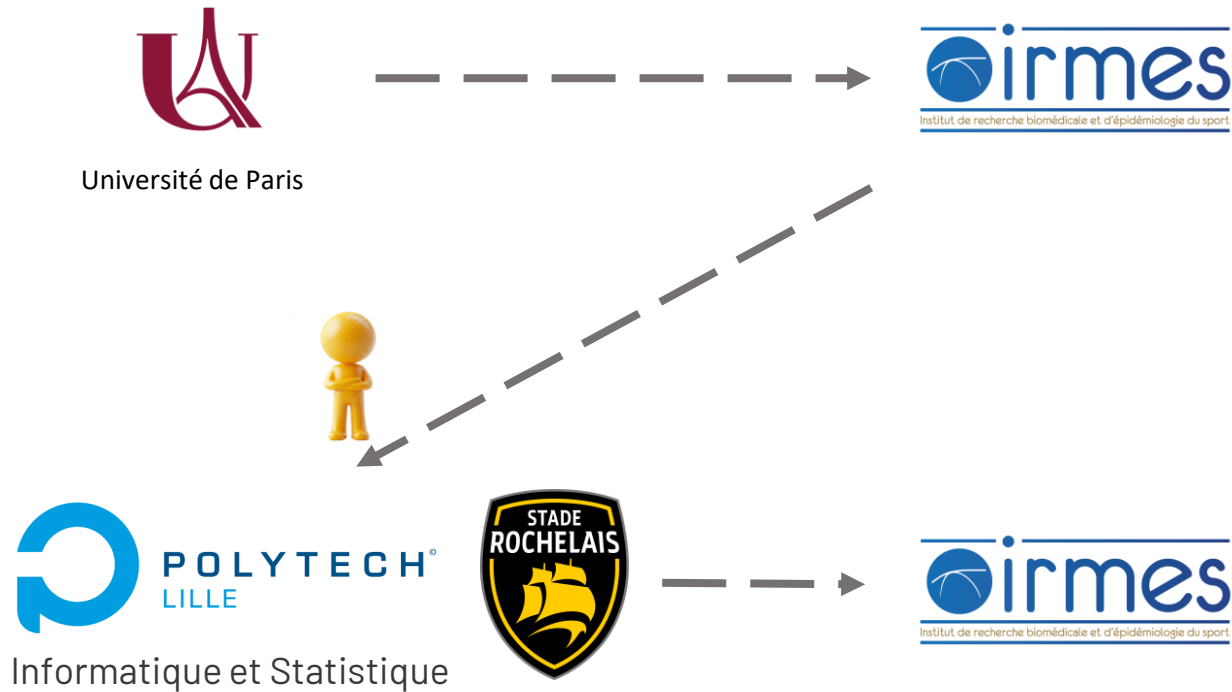 irmes
Institut de recherche biomédicale et d'épidémiologie du sport
Université de Paris
POLYTECH®
LILLE
Informatique et Statistique
STADE
ROCHELAIS
irmes
Institut de recherche biomédicale et d'épidémiologie du sport